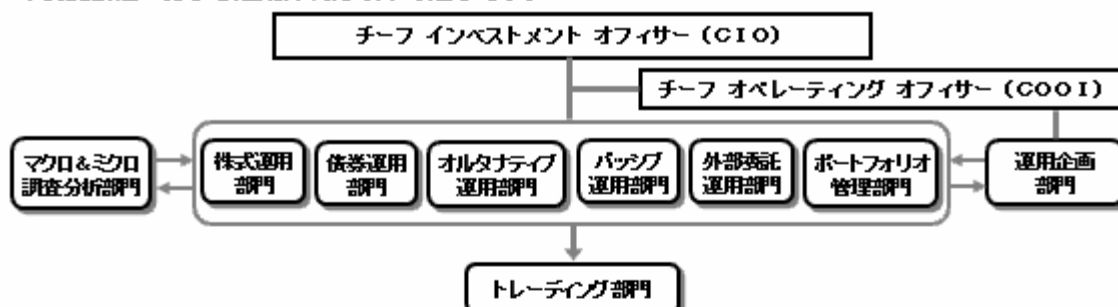 チーフ インベストメント オフィサー (CIO)
チーフ オペレーティング オフィサー (COOI)
マクロ&ミクロ
調査分析部門
株式運用
部門
債券運用
部門
オルタナティブ
運用部門
パッシブ
運用部門
外部委託
運用部門
ポートフォリオ
管理部門
運用企画
部門
トレーディング部門